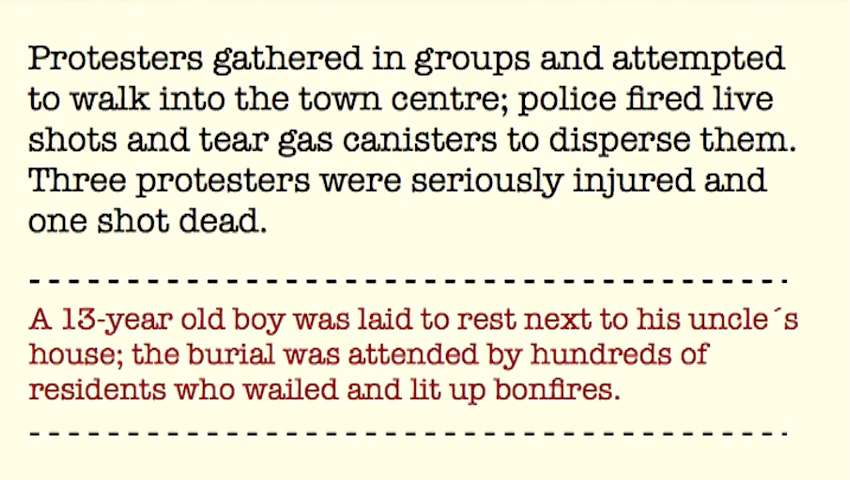 Protesters gathered in groups and attempted
to walk into the town centre; police fired live
shots and tear gas canisters to disperse them.
Three protesters were seriously injured and
one shot dead.
- - - - - - - - - - - - - - - - - - - - - - - - - - - - - - - - - - - - - - -
A 13-year old boy was laid to rest next to his uncle´s
house; the burial was attended by hundreds of
residents who wailed and lit up bonfires.
- - - - - - - - - - - - - - - - - - - - - - - - - - - - - - - - - - - - - - -